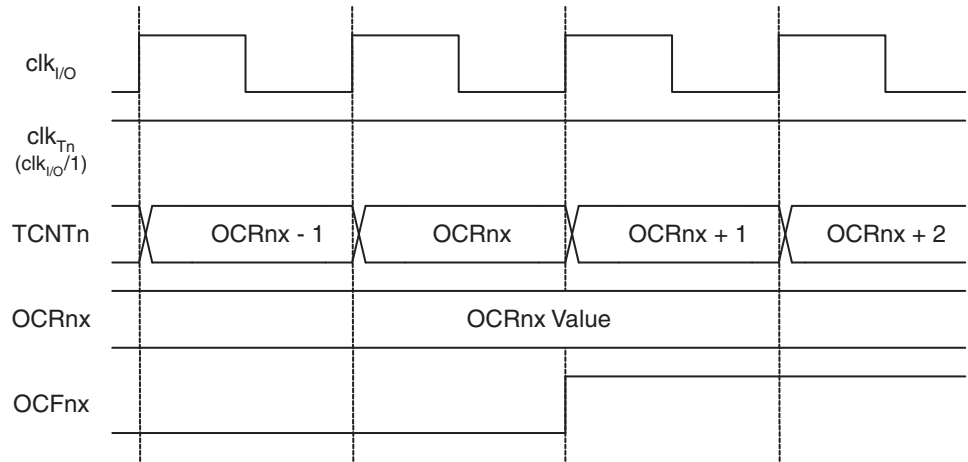 clkI/O
clkTn
(clkI/O/1)
TCNTn
OCRnx - 1
OCRnx
OCRnx + 1
OCRnx + 2
OCRnx
OCRnx Value
OCFnx